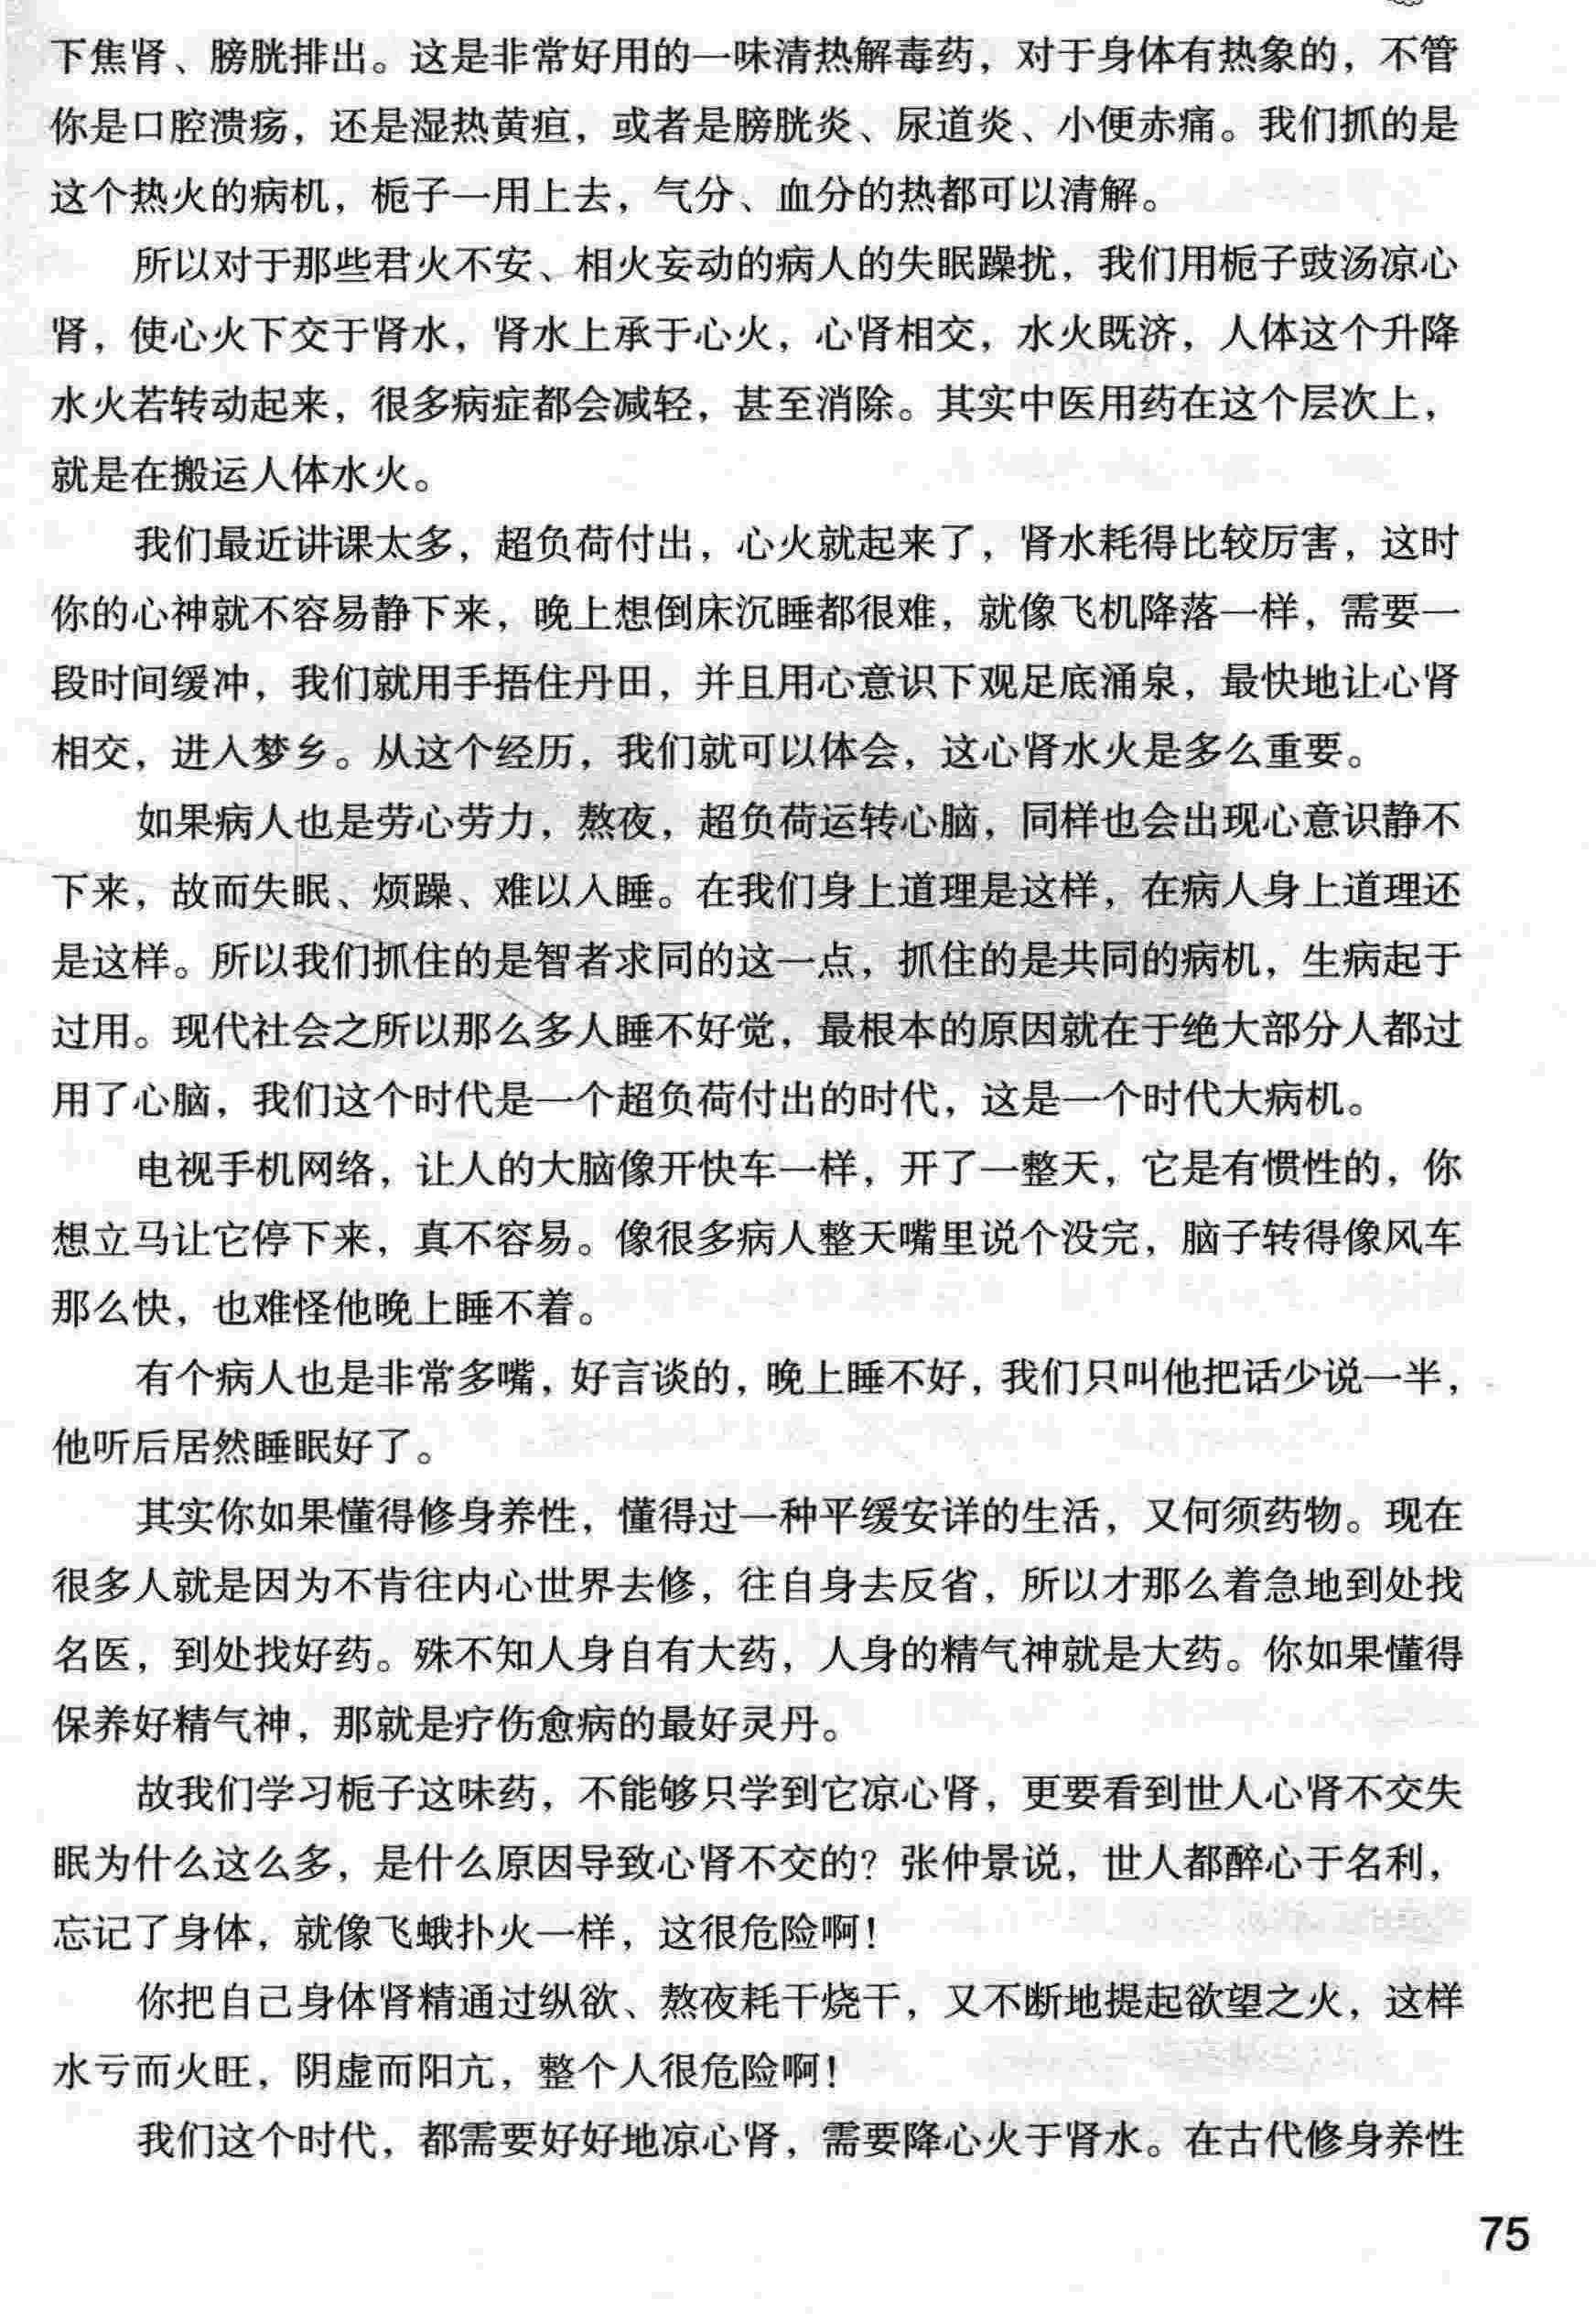 下焦肾、膀胱排出。这是非常好用的一味清热解毒药，对于身体有热象的，不管
你是口腔溃疡，还是湿热黄疸，或者是膀胱炎、尿道炎、小便赤痛。我们抓的是
这个热火的病机，栀子一用上去，气分、血分的热都可以清解。
所以对于那些君火不安、相火妄动的病人的失眠躁扰，我们用栀子豉汤凉心
肾，使心火下交于肾水，肾水上承于心火，心肾相交，水火既济，人体这个升降
水火若转动起来，很多病症都会减轻，甚至消除。其实中医用药在这个层次上，
就是在搬运人体水火。
我们最近讲课太多，超负荷付出，心火就起来了，肾水耗得比较厉害，这时
你的心神就不容易静下来，晚上想倒床沉睡都很难，就像飞机降落一样，需要一
段时间缓冲，我们就用手捂住丹田，并且用心意识下观足底涌泉，最快地让心肾
相交，进入梦乡。从这个经历，我们就可以体会，这心肾水火是多么重要。
如果病人也是劳心劳力，熬夜，超负荷运转心脑，同样也会出现心意识静不
下来，故而失眠、烦躁、难以入睡。在我们身上道理是这样，在病人身上道理还
是这样。所以我们抓住的是智者求同的这一点，抓住的是共同的病机，生病起于
过用。现代社会之所以那么多人睡不好觉，最根本的原因就在于绝大部分人都过
用了心脑，我们这个时代是一个超负荷付出的时代，这是一个时代大病机。
电视手机网络，让人的大脑像开快车一样，开了一整天，它是有惯性的，你
想立马让它停下来，真不容易。像很多病人整天嘴里说个没完，脑子转得像风车
那么快，也难怪他晚上睡不着。
有个病人也是非常多嘴，好言谈的，晚上睡不好，我们只叫他把话少说一半，
他听后居然睡眠好了。
其实你如果懂得修身养性，懂得过一种平缓安详的生活，又何须药物。现在
很多人就是因为不肯往内心世界去修，往自身去反省，所以才那么着急地到处找
名医，到处找好药。殊不知人身自有大药，人身的精气神就是大药。你如果懂得
保养好精气神，那就是疗伤愈病的最好灵丹。
故我们学习栀子这味药，不能够只学到它凉心肾，更要看到世人心肾不交失
眠为什么这么多，是什么原因导致心肾不交的？张仲景说，世人都醉心于名利，
忘记了身体，就像飞蛾扑火一样，这很危险啊！
你把自己身体肾精通过纵欲、熬夜耗干烧干，又不断地提起欲望之火，这样
水亏而火旺，阴虚而阳亢，整个人很危险啊！
我们这个时代，都需要好好地凉心肾，需要降心火于肾水。在古代修身养性
75